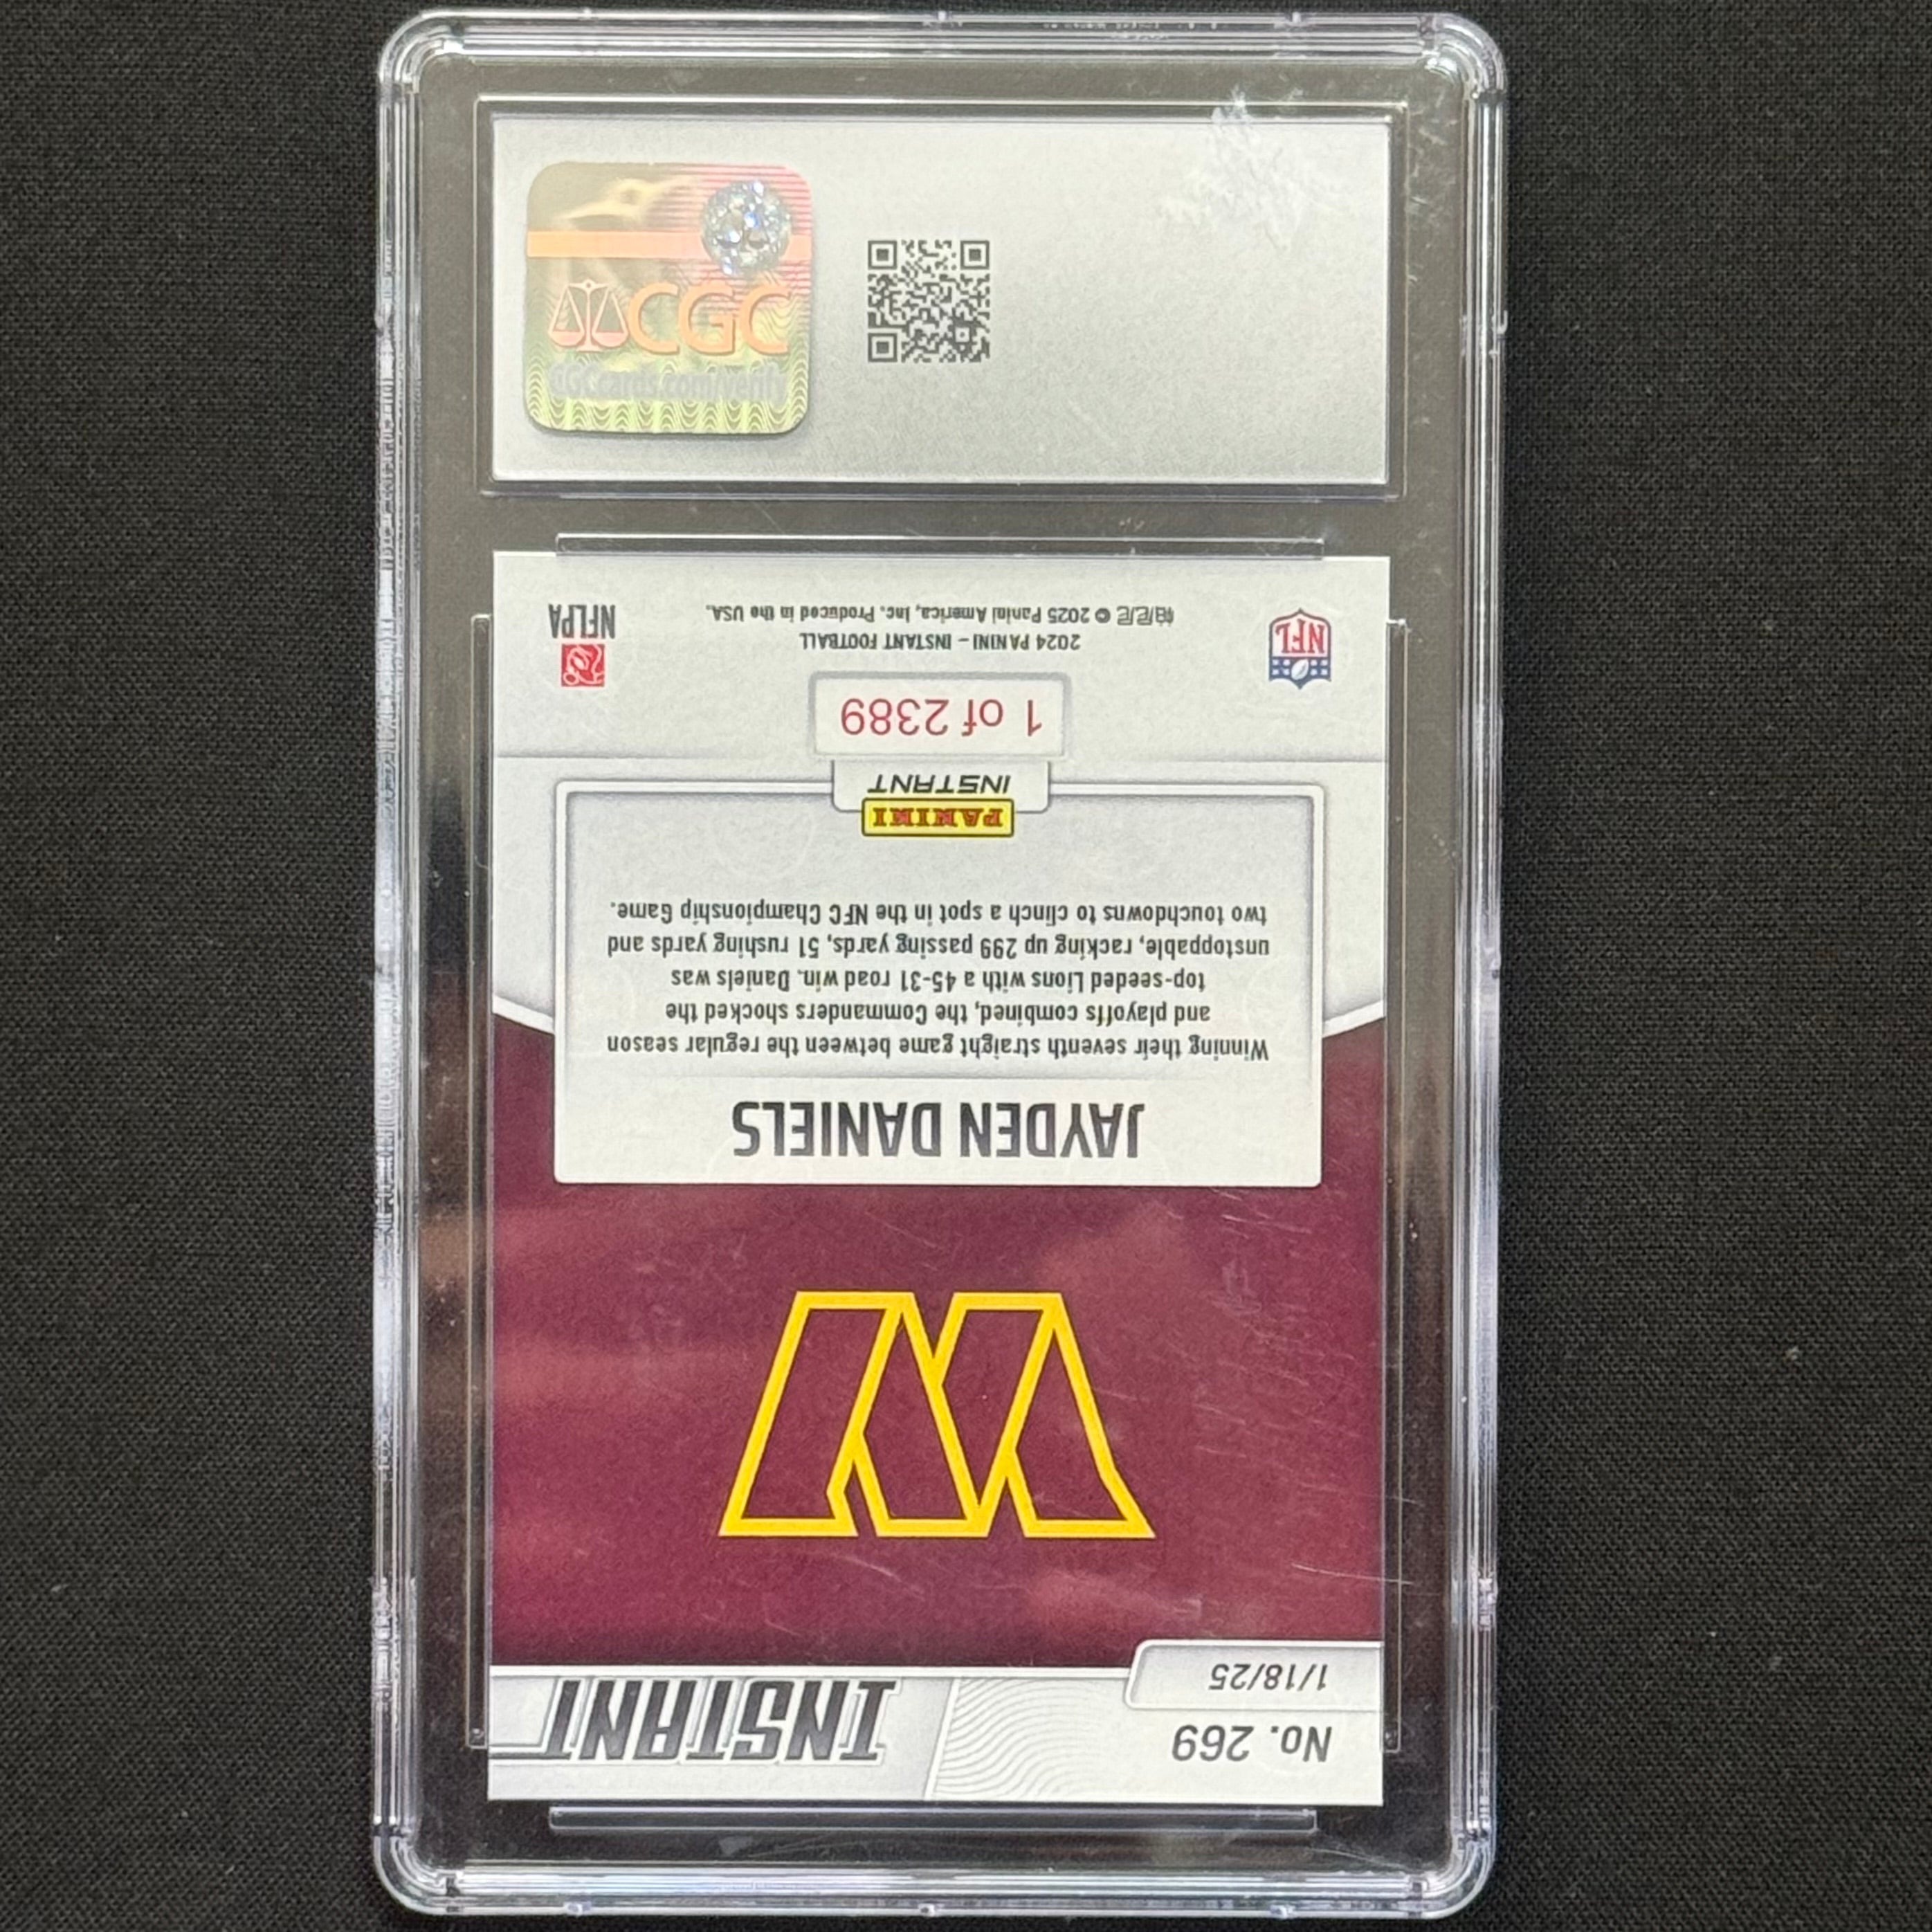 CGC
CGCcards.com/verify
No. 269
INSTANT
1/18/25
JAYDEN DANIELS
Winning their seventh straight game between the regular season
and playoffs combined, the Commanders shocked the
top-seeded Lions with a 45-31 road win. Daniels was
unstoppable, racking up 299 passing yards, 51 rushing yards and
two touchdowns to clinch a spot in the NFC Championship Game.
PANINI
INSTANT
1 of 2389
2024 PANINI – INSTANT FOOTBALL
帕尼尼 © 2025 Panini America, Inc. Produced in the USA.
NFL
NFLPA